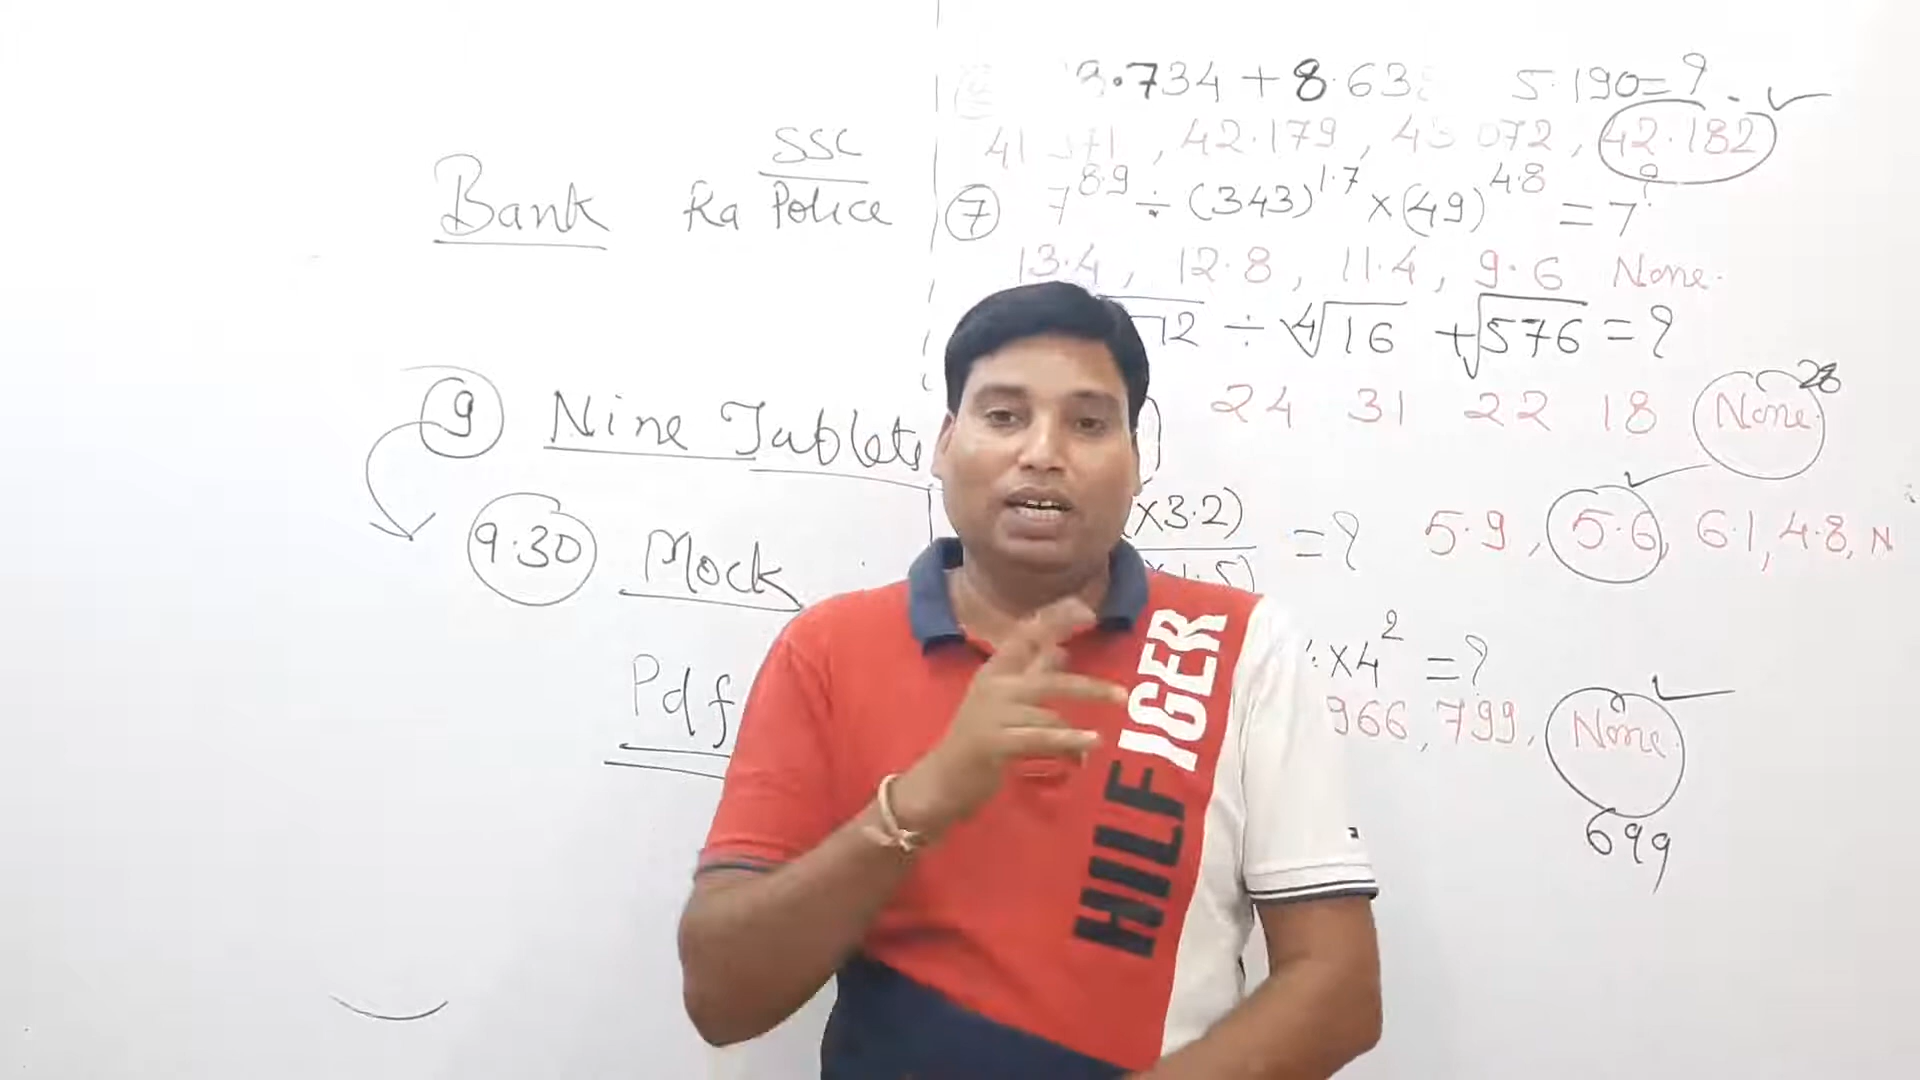 SSC
Bank Ka Police
9 Nine Tablets
9.30 Mock
Pdf
.734 + 8.63 5.190 = ?
41 , 42.179 , 43 072 , 42.182
7 7^8.9 ÷ (343)^1.7 × (49)^4.8 = 7^?
13.4 , 12.8 , 11.4 , 9.6 None.
12 ÷ ∜16 + √576 = ?
28
24 31 22 18 None.
×3.2) = ? 5.9 , 5.6 , 6.1 , 4.8 , N
×4^2 = ?
966 , 799 , None.
699
HILFIGER